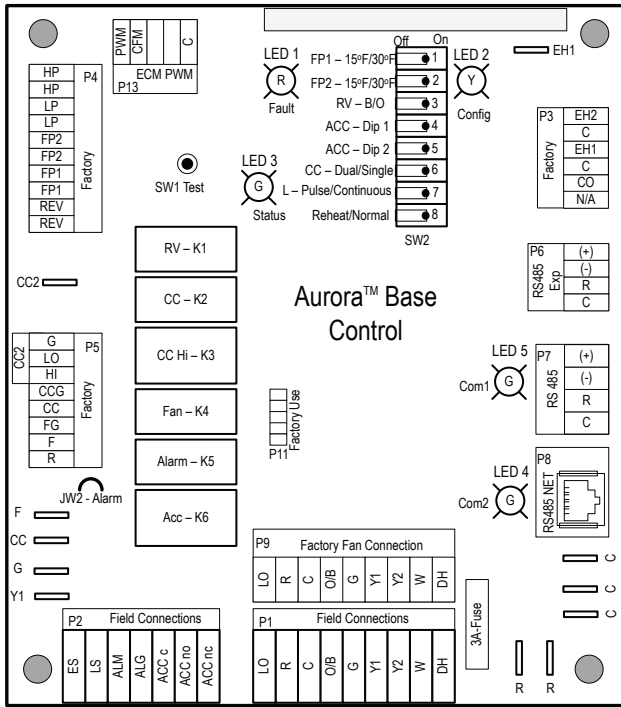 PWM
CFM
C
ECM PWM
P13
LED 1
R
Fault
Off
On
FP1 – 15ºF/30ºF
1
FP2 – 15ºF/30ºF
2
RV – B/O
3
ACC – Dip 1
4
ACC – Dip 2
5
CC – Dual/Single
6
L – Pulse/Continuous
7
Reheat/Normal
8
SW2
LED 2
Y
Config
EH1
P4
HP
HP
LP
LP
FP2
FP2
FP1
FP1
REV
REV
Factory
SW1 Test
LED 3
G
Status
P3
Factory
EH2
C
EH1
C
CO
N/A
RV – K1
CC – K2
CC Hi – K3
Fan – K4
Alarm – K5
Acc – K6
Aurora™ Base
Control
P6
RS485
Exp
(+)
(-)
R
C
CC2
CC2
G
LO
HI
CCG
CC
FG
F
R
P5
Factory
JW2 - Alarm
P11
Factory Use
LED 5
Com1
G
P7
RS 485
(+)
(-)
R
C
LED 4
Com2
G
P8
RS485 NET
F
CC
G
Y1
P9
Factory Fan Connection
LO
R
C
O/B
G
Y1
Y2
W
DH
P2
Field Connections
ES
LS
ALM
ALG
ACC c
ACC no
ACC nc
P1
Field Connections
LO
R
C
O/B
G
Y1
Y2
W
DH
3A-Fuse
C
C
C
R
R